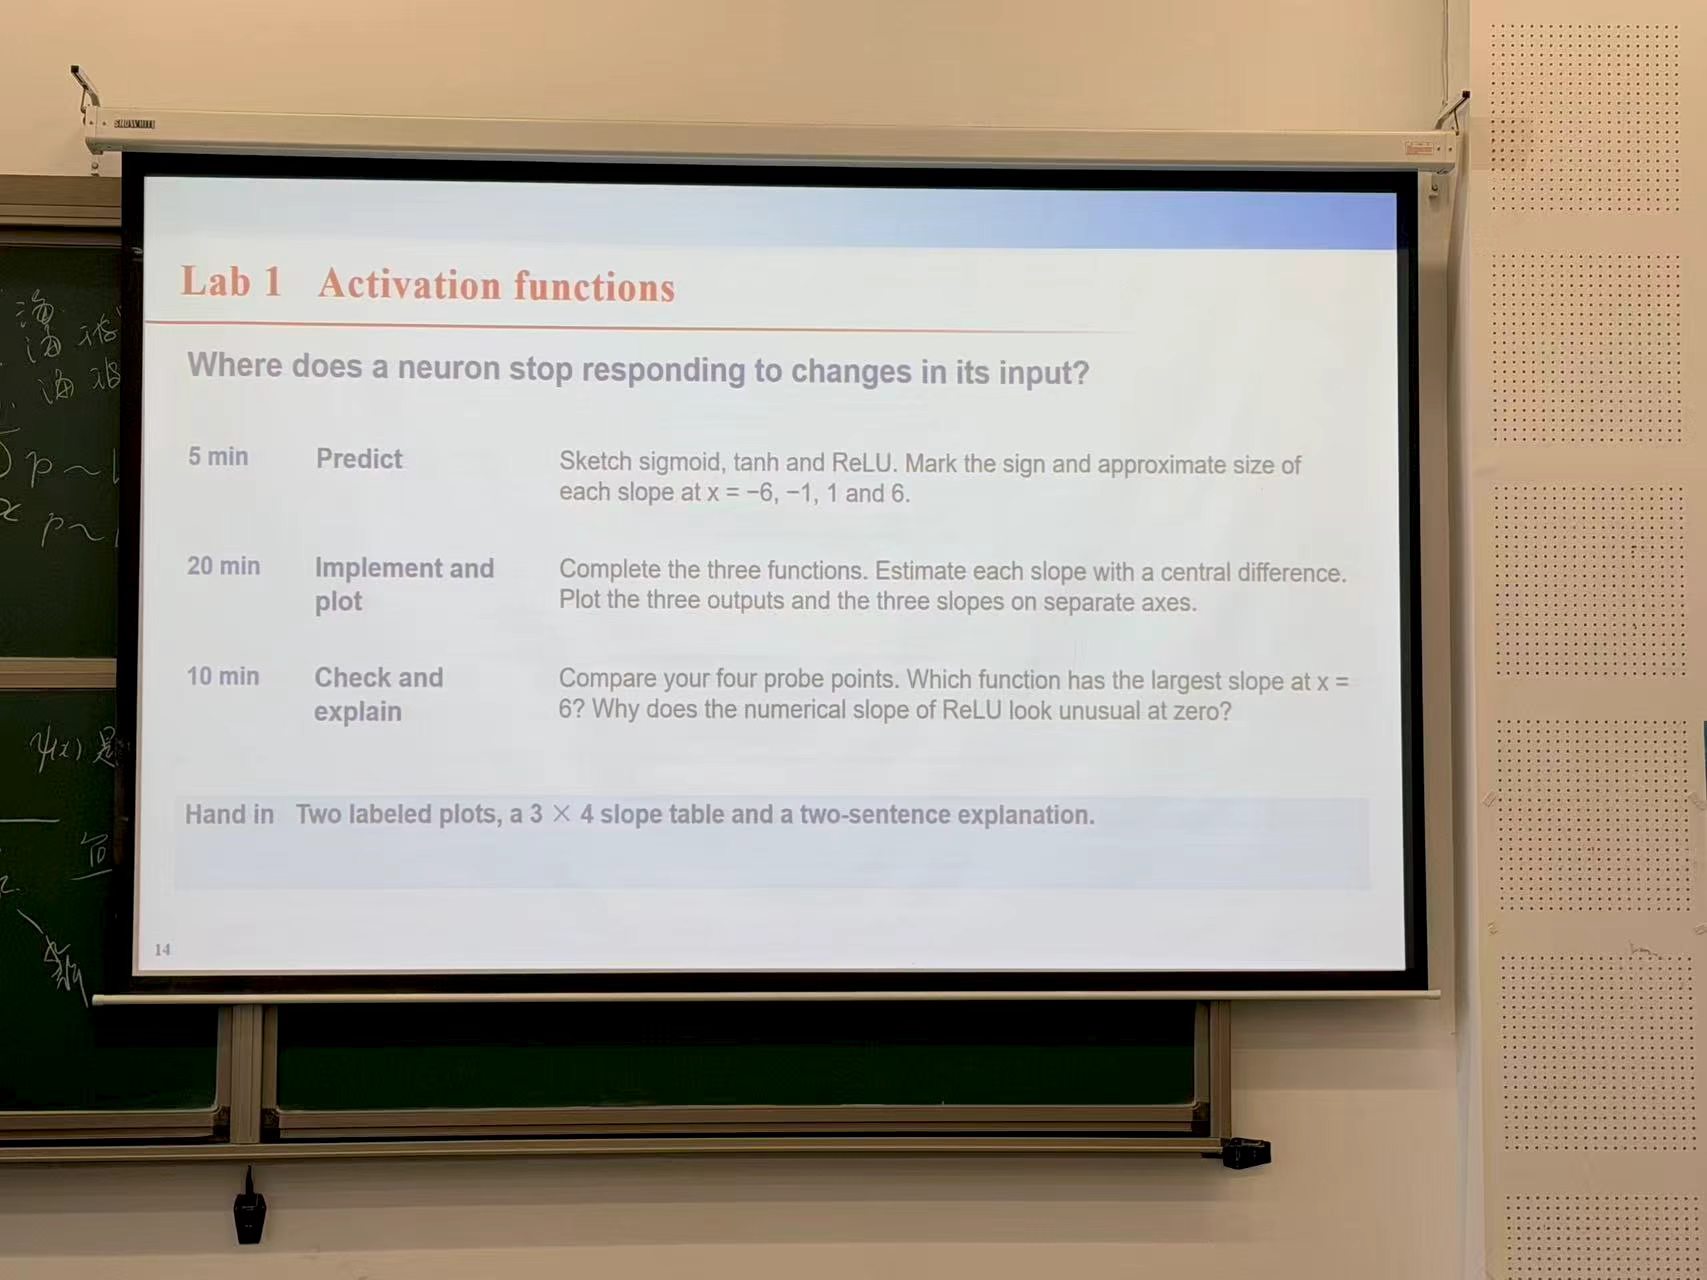 SNOWWHITE
Lab 1 Activation functions
Where does a neuron stop responding to changes in its input?
5 min Predict Sketch sigmoid, tanh and ReLU. Mark the sign and approximate size of
each slope at x = −6, −1, 1 and 6.
20 min Implement and Complete the three functions. Estimate each slope with a central difference.
plot Plot the three outputs and the three slopes on separate axes.
10 min Check and Compare your four probe points. Which function has the largest slope at x =
explain 6? Why does the numerical slope of ReLU look unusual at zero?
Hand in Two labeled plots, a 3 × 4 slope table and a two-sentence explanation.
14
海
海
海
p~
p~
ψ(x) 是